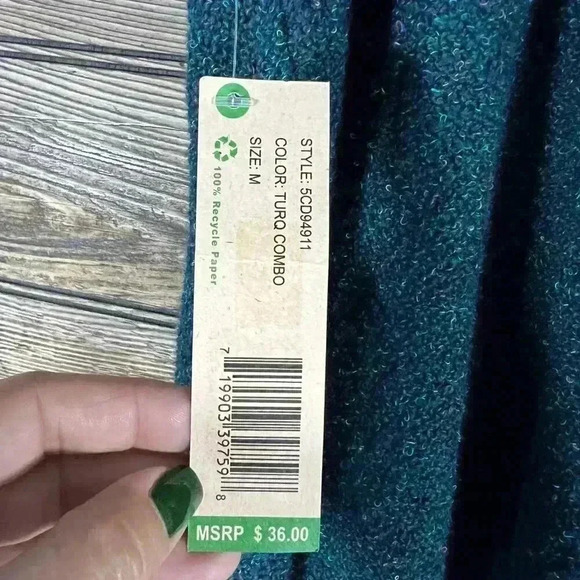 STYLE: 5CD94911
COLOR: TURQ COMBO
SIZE: M
100% Recycle Paper
7 19903 39759 8
MSRP $ 36.00